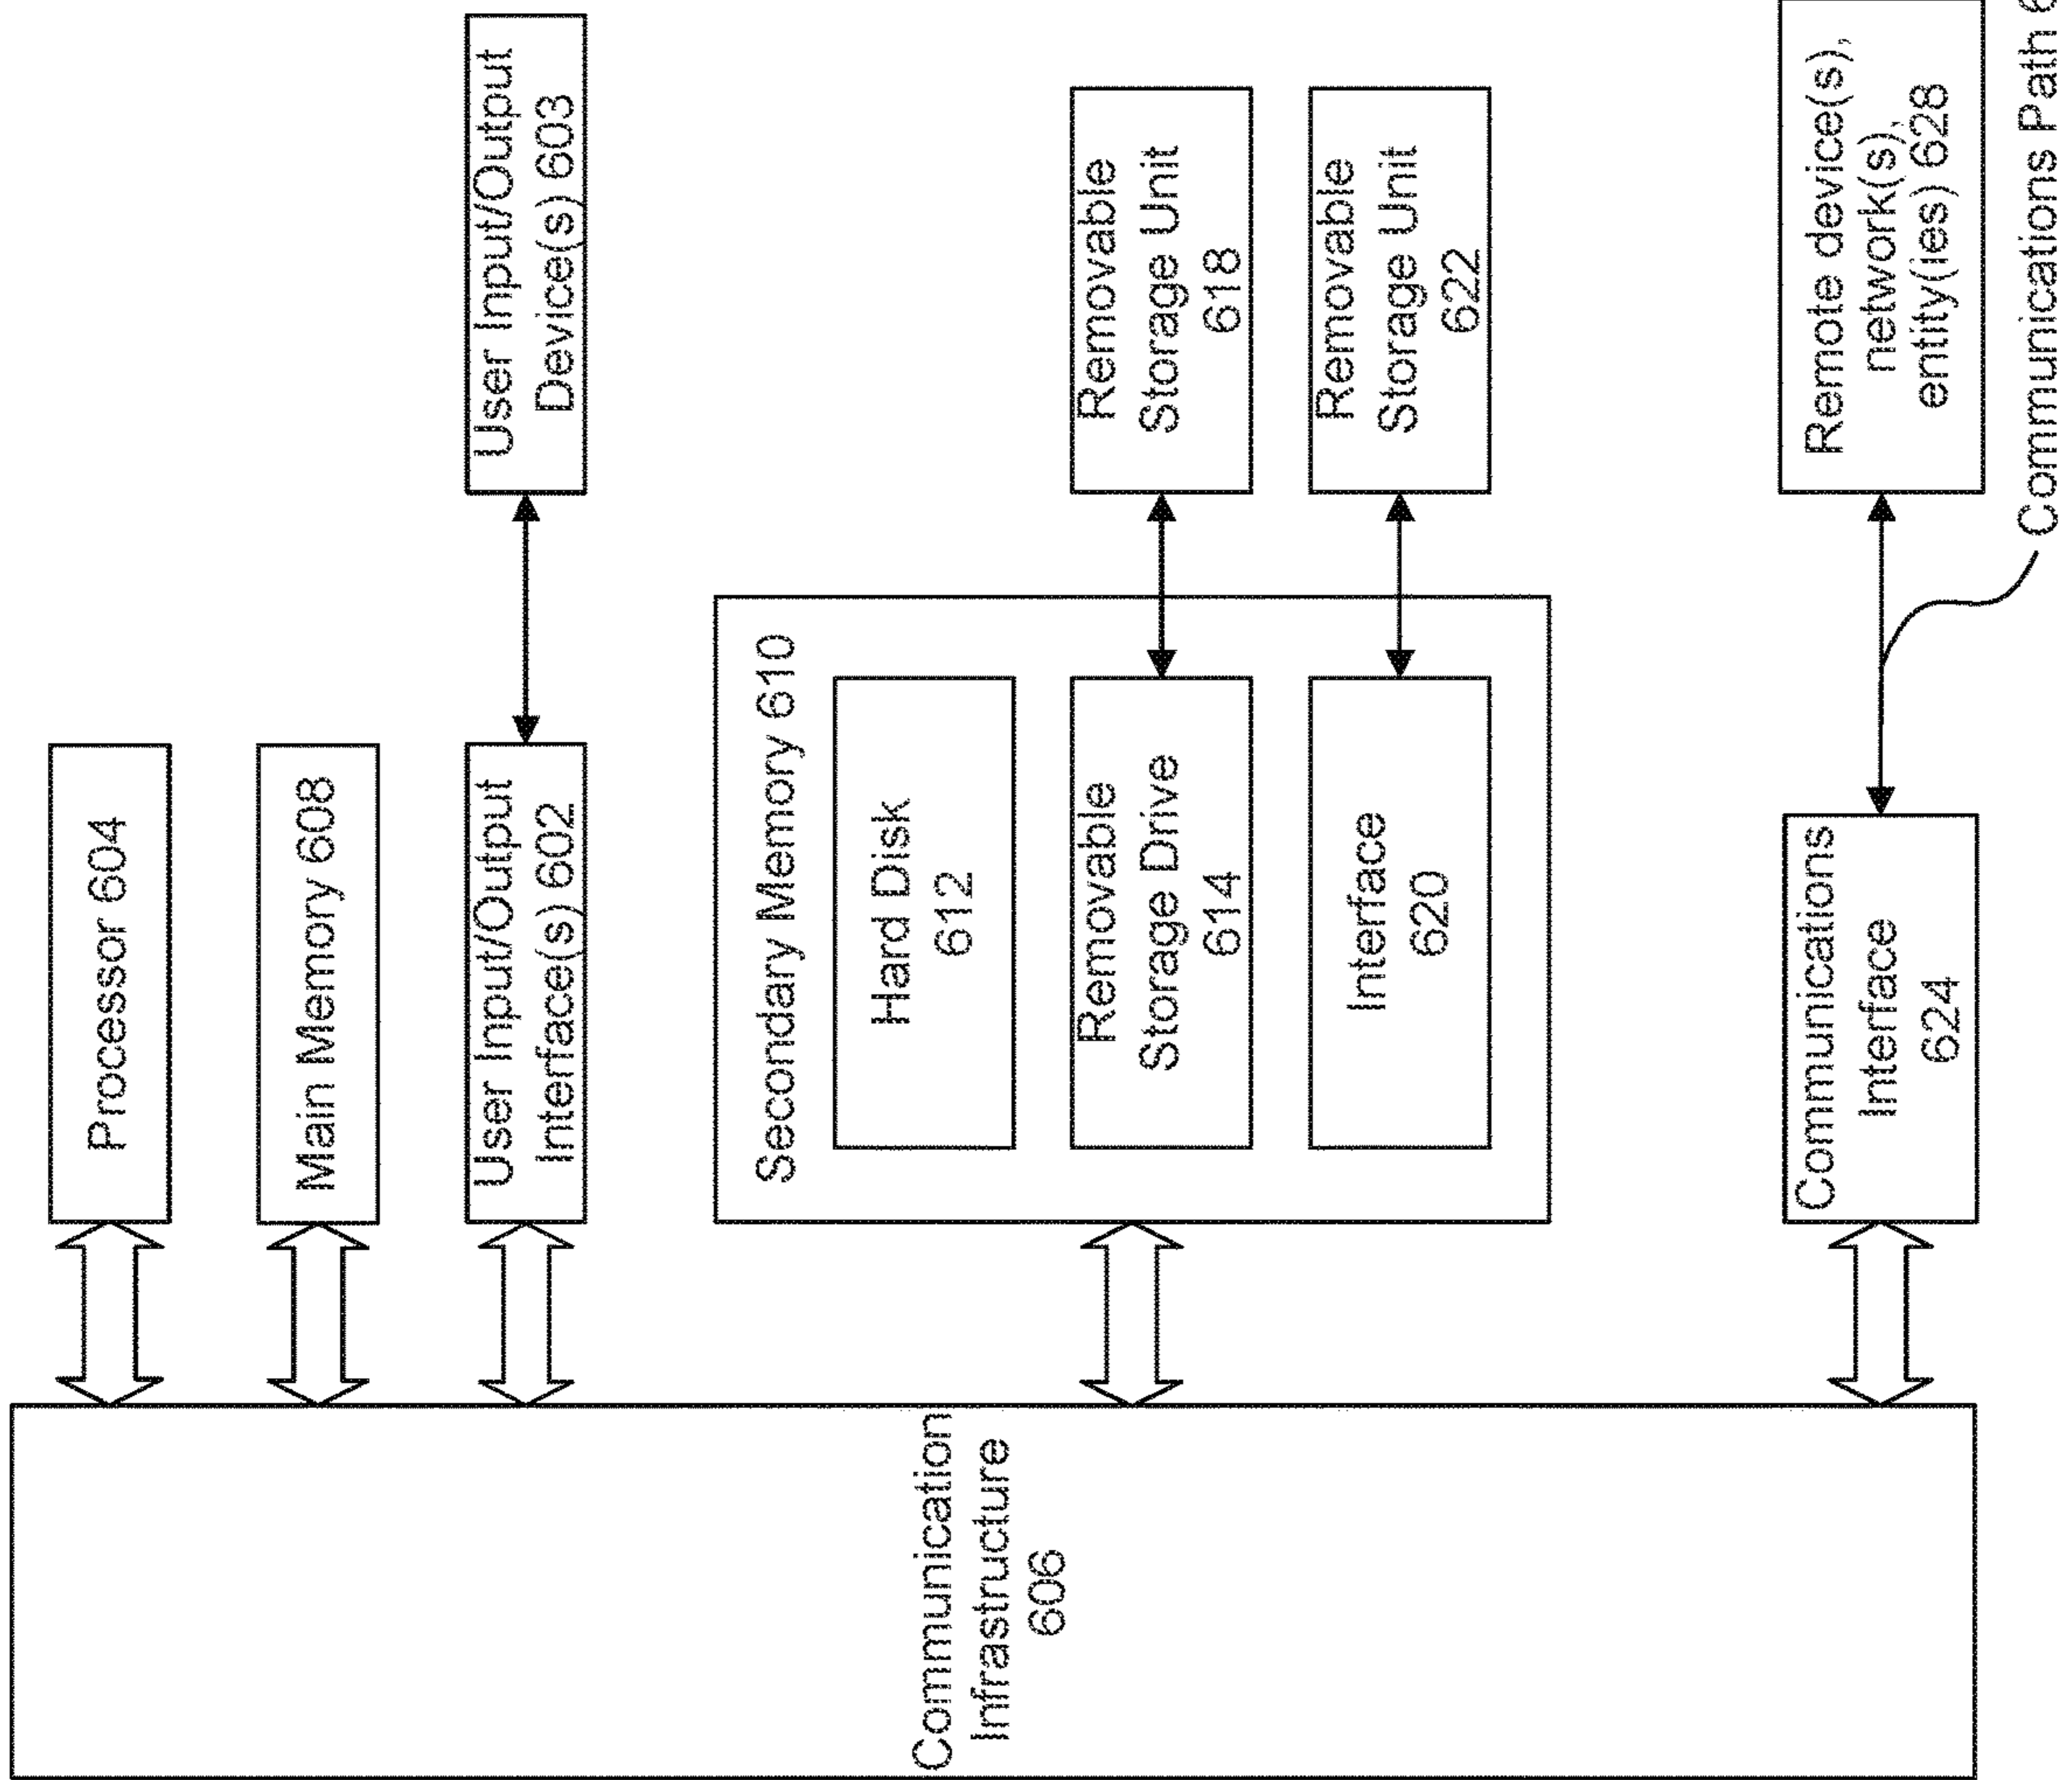 Processor 604
Main Memory 608
User Input/Output
Interface(s) 602
User Input/Output
Device(s) 603
Secondary Memory 610
Hard Disk
612
Removable
Storage Drive
614
Removable
Storage Unit
618
Interface
620
Removable
Storage Unit
622
Communication
Infrastructure
606
Communications
Interface
624
Remote device(s),
network(s),
entity(ies) 628
Communications Path